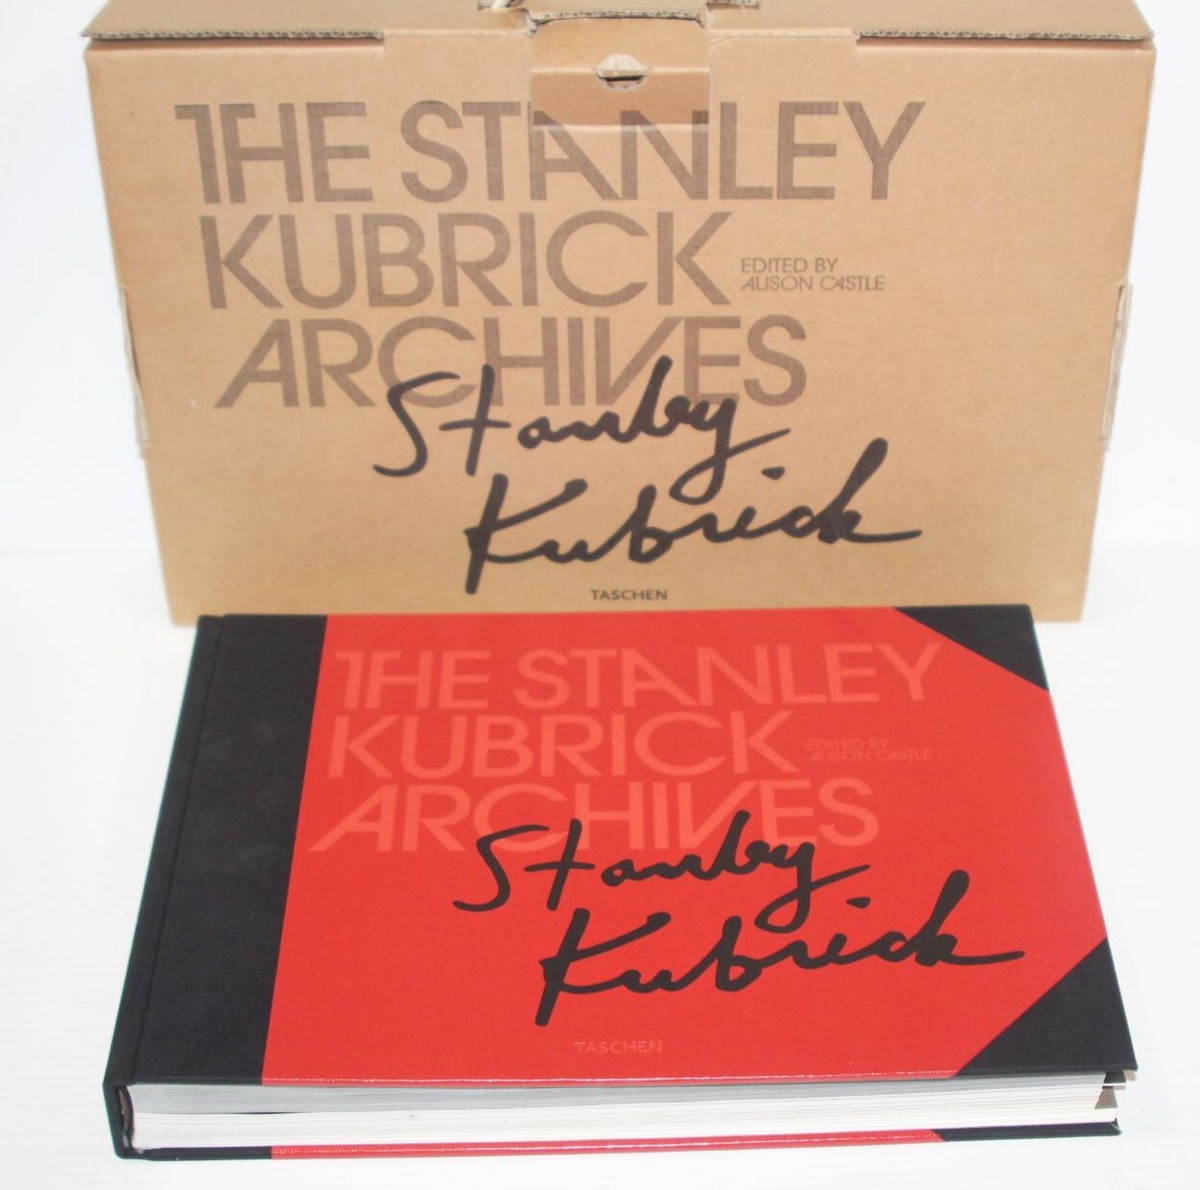 THE STANLEY
KUBRICK
EDITED BY
ALISON CASTLE
ARCHIVES
Stanley
Kubrick
TASCHEN
THE STANLEY
KUBRICK
EDITED BY
ALISON CASTLE
ARCHIVES
Stanley
Kubrick
TASCHEN